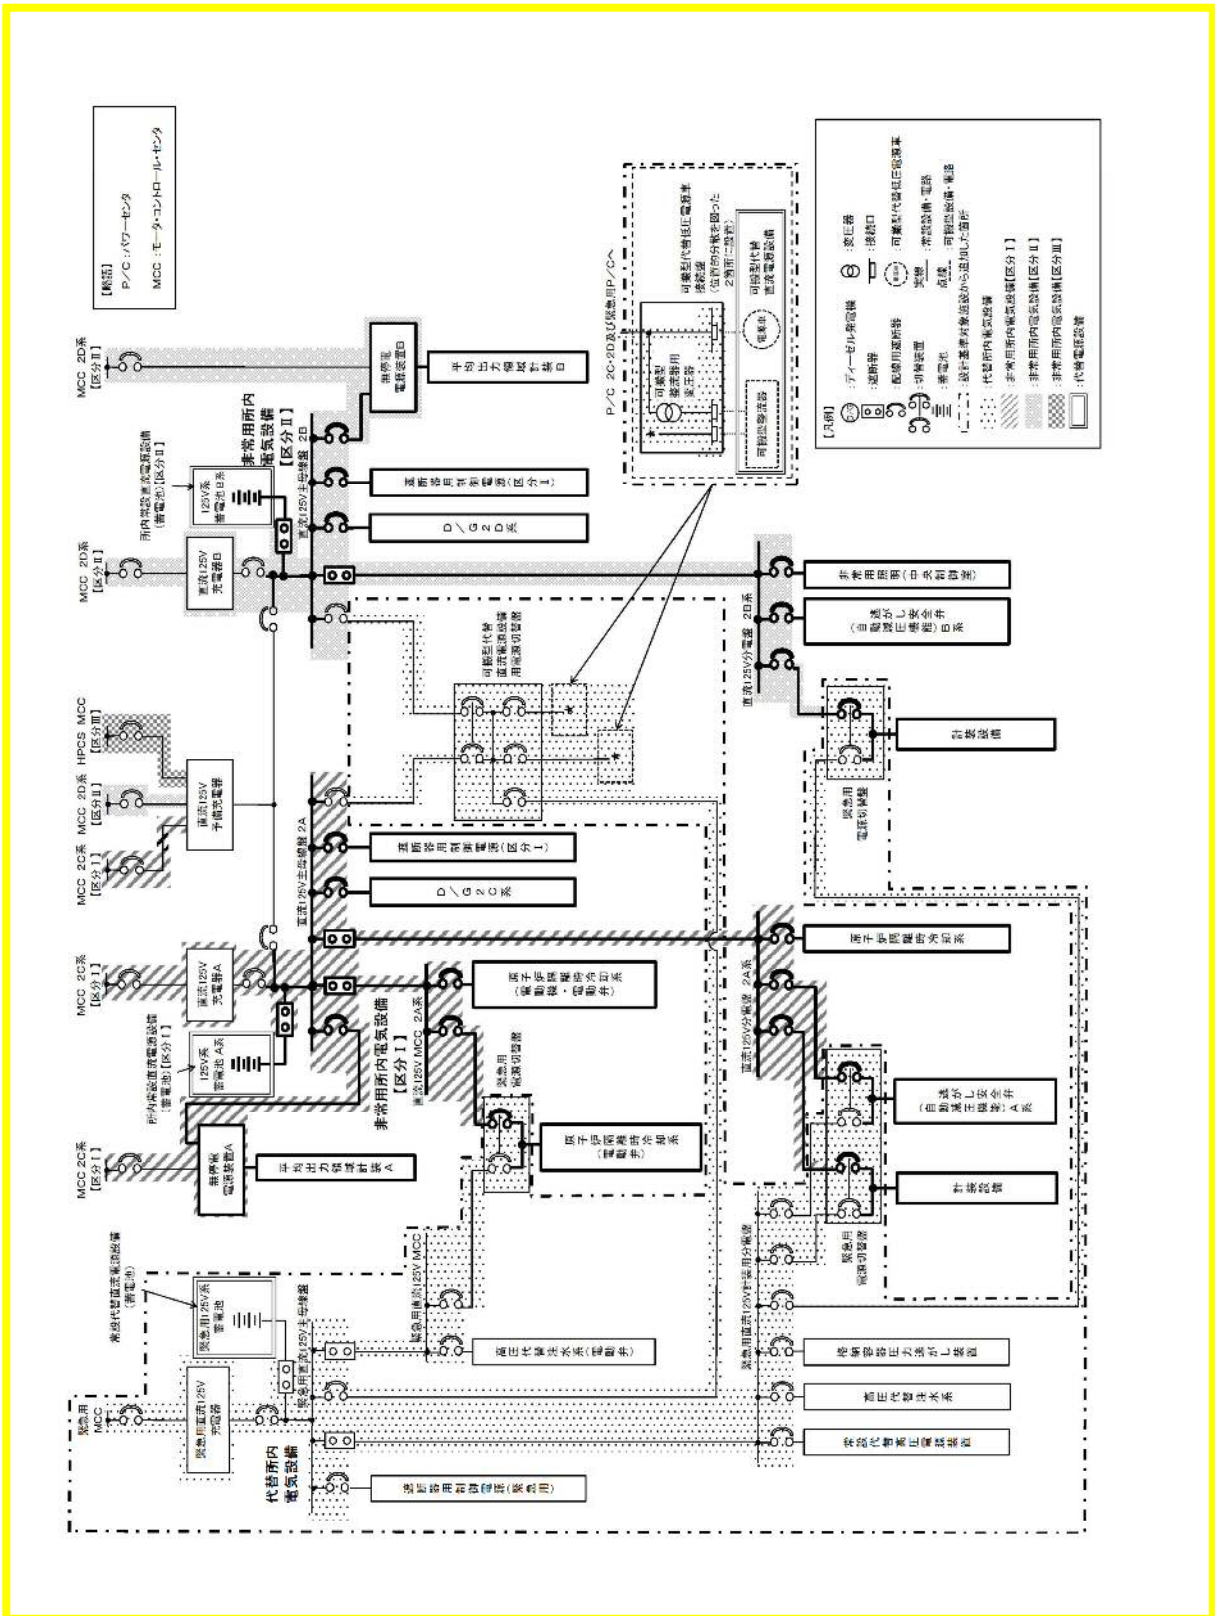 【略語】
P/C:パワーセンタ
MCC:モータ・コントロール・センタ
MCC 2D系
【区分Ⅱ】
無停電
電源装置B
平均出力領域計装B
所内常設直流電源設備
(蓄電池)【区分Ⅱ】
125V系
蓄電池B系
非常用所内
電気設備
【区分Ⅱ】
直流125V主母線盤 2B
遮断器用制御電源(区分Ⅱ)
D/G2D系
MCC 2D系
【区分Ⅱ】
直流125V
充電器B
HPCS MCC
【区分Ⅲ】
MCC 2D系
【区分Ⅱ】
MCC 2C系
【区分Ⅰ】
直流125V
予備充電器
可搬型代替
直流電源設備
用電源切替盤
*
*
P/C 2C・2D及び緊急用P/Cへ
可搬型代替低圧電源車
接続盤
(位置的分散を図った
2箇所に設置)
可搬型
整流器用
変圧器
*
可搬型整流器
電源車
可搬型代替
直流電源設備
【凡例】
D/G
:ディーゼル発電機
:遮断器
:配線用遮断器
:切替装置
:蓄電池
:変圧器
:接続口
:可搬型代替低圧電源車
実線
:常設設備・電路
点線
:可搬型設備・電路
:設計基準対象施設から追加した箇所
:代替所内電気設備
:非常用所内電気設備【区分Ⅰ】
:非常用所内電気設備【区分Ⅱ】
:非常用所内電気設備【区分Ⅲ】
:代替電源設備
直流125V分電盤 2B系
非常用照明(中央制御室)
逃がし安全弁
(自動減圧機能)B系
緊急用
電源切替盤
計装設備
MCC 2C系
【区分Ⅰ】
直流125V
充電器A
直流125V主母線盤 2A
遮断器用制御電源(区分Ⅰ)
D/G2C系
所内常設直流電源設備
(蓄電池)【区分Ⅰ】
125V系
蓄電池 A系
非常用所内電気設備
【区分Ⅰ】
MCC 2C系
【区分Ⅰ】
無停電
電源装置A
平均出力領域計装A
直流125V MCC 2A系
原子炉隔離時冷却系
(電動機・電動弁)
緊急用
電源切替盤
原子炉隔離時冷却系
(電動弁)
直流125V分電盤 2A系
原子炉隔離時冷却系
逃がし安全弁
(自動減圧機能)A系
計装設備
緊急用
電源切替盤
常設代替直流電源設備
(蓄電池)
緊急用125V系
蓄電池
緊急用
MCC
緊急用直流125V
充電器
緊急用直流125V主母線盤
代替所内
電気設備
遮断器用制御電源(緊急用)
緊急用直流125V MCC
高圧代替注水系(電動弁)
緊急用直流125V計装用分電盤
格納容器圧力逃がし装置
高圧代替注水系
常設代替高圧電源装置